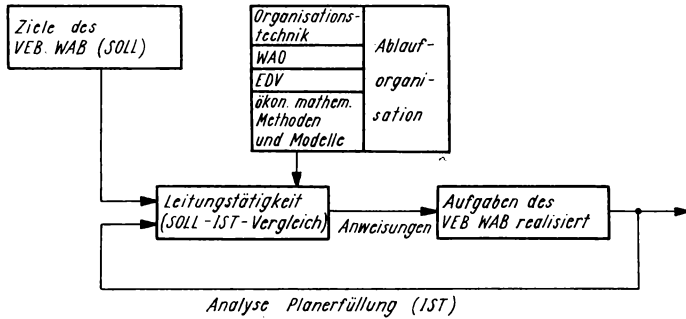 Ziele des
VEB. WAB (SOLL)
Organisations-
technik
WAO
EDV
ökon. mathem.
Methoden
und Modelle
Ablauf-
organi-
sation
Leitungstätigkeit
(SOLL-IST-Vergleich)
Anweisungen
Aufgaben des
VEB WAB realisiert
Analyse Planerfüllung (IST)